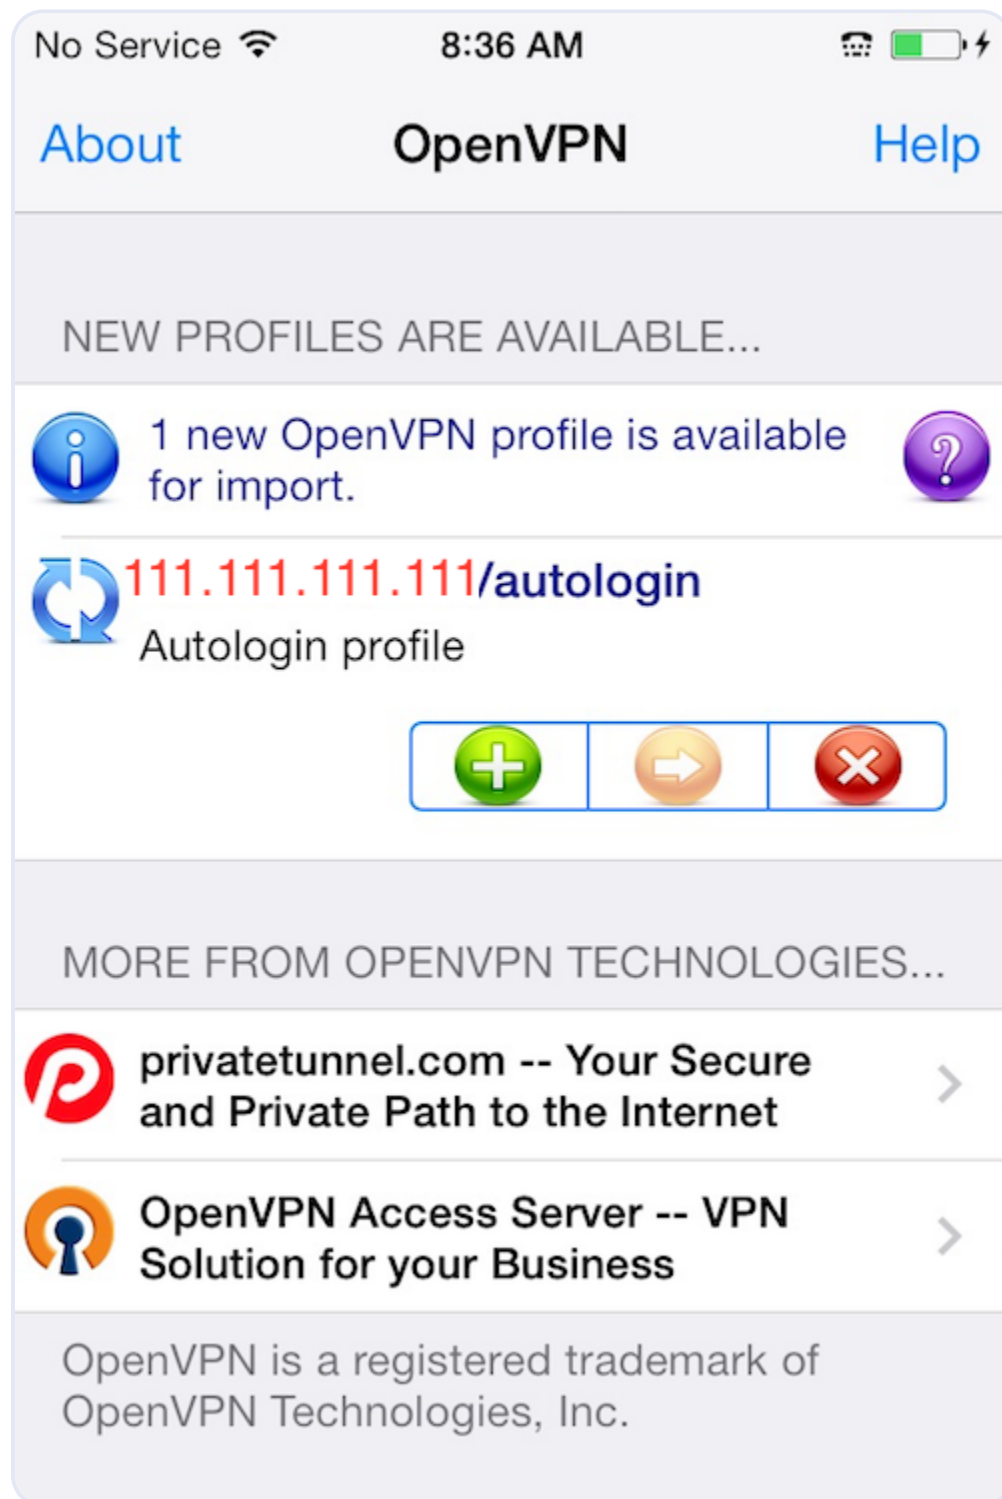 No Service 8:36 AM
About OpenVPN Help
NEW PROFILES ARE AVAILABLE...
1 new OpenVPN profile is available
for import.
111.111.111.111/autologin
Autologin profile
MORE FROM OPENVPN TECHNOLOGIES...
privatetunnel.com -- Your Secure
and Private Path to the Internet
OpenVPN Access Server -- VPN
Solution for your Business
OpenVPN is a registered trademark of
OpenVPN Technologies, Inc.